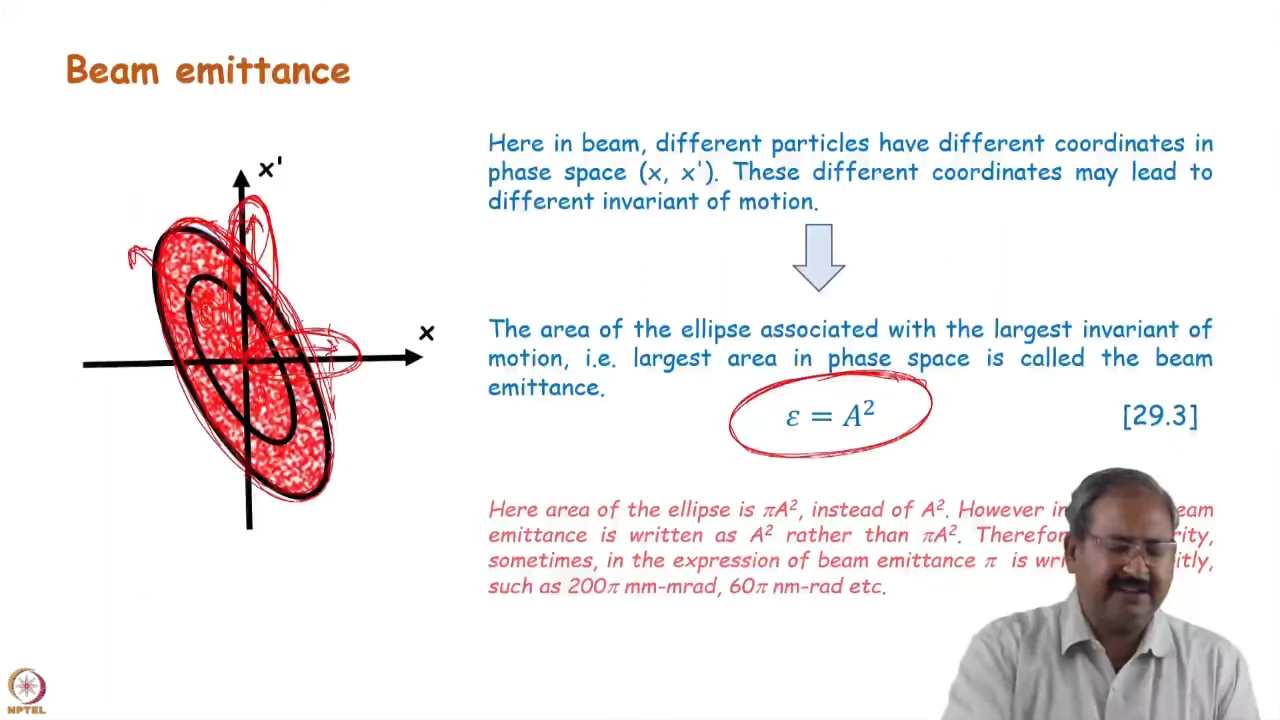 Beam emittance
x'
x
Here in beam, different particles have different coordinates in
phase space (x, x'). These different coordinates may lead to
different invariant of motion.
The area of the ellipse associated with the largest invariant of
motion, i.e. largest area in phase space is called the beam
emittance.
ε = A² [29.3]
Here area of the ellipse is πA², instead of A². However in
emittance is written as A² rather than πA².
sometimes, in the expression of beam emittance π is
such as 200π mm-mrad, 60π nm-rad etc.
NPTEL